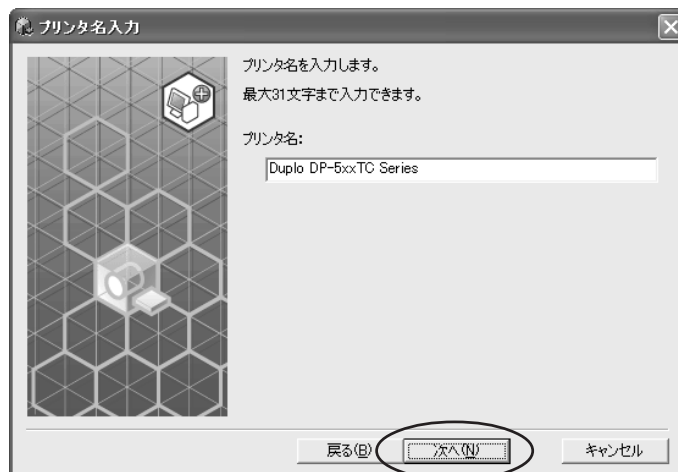 プリンタ名入力
プリンタ名を入力します。
最大31文字まで入力できます。
プリンタ名:
Duplo DP-5xxTC Series
戻る(B)
次へ(N)
キャンセル